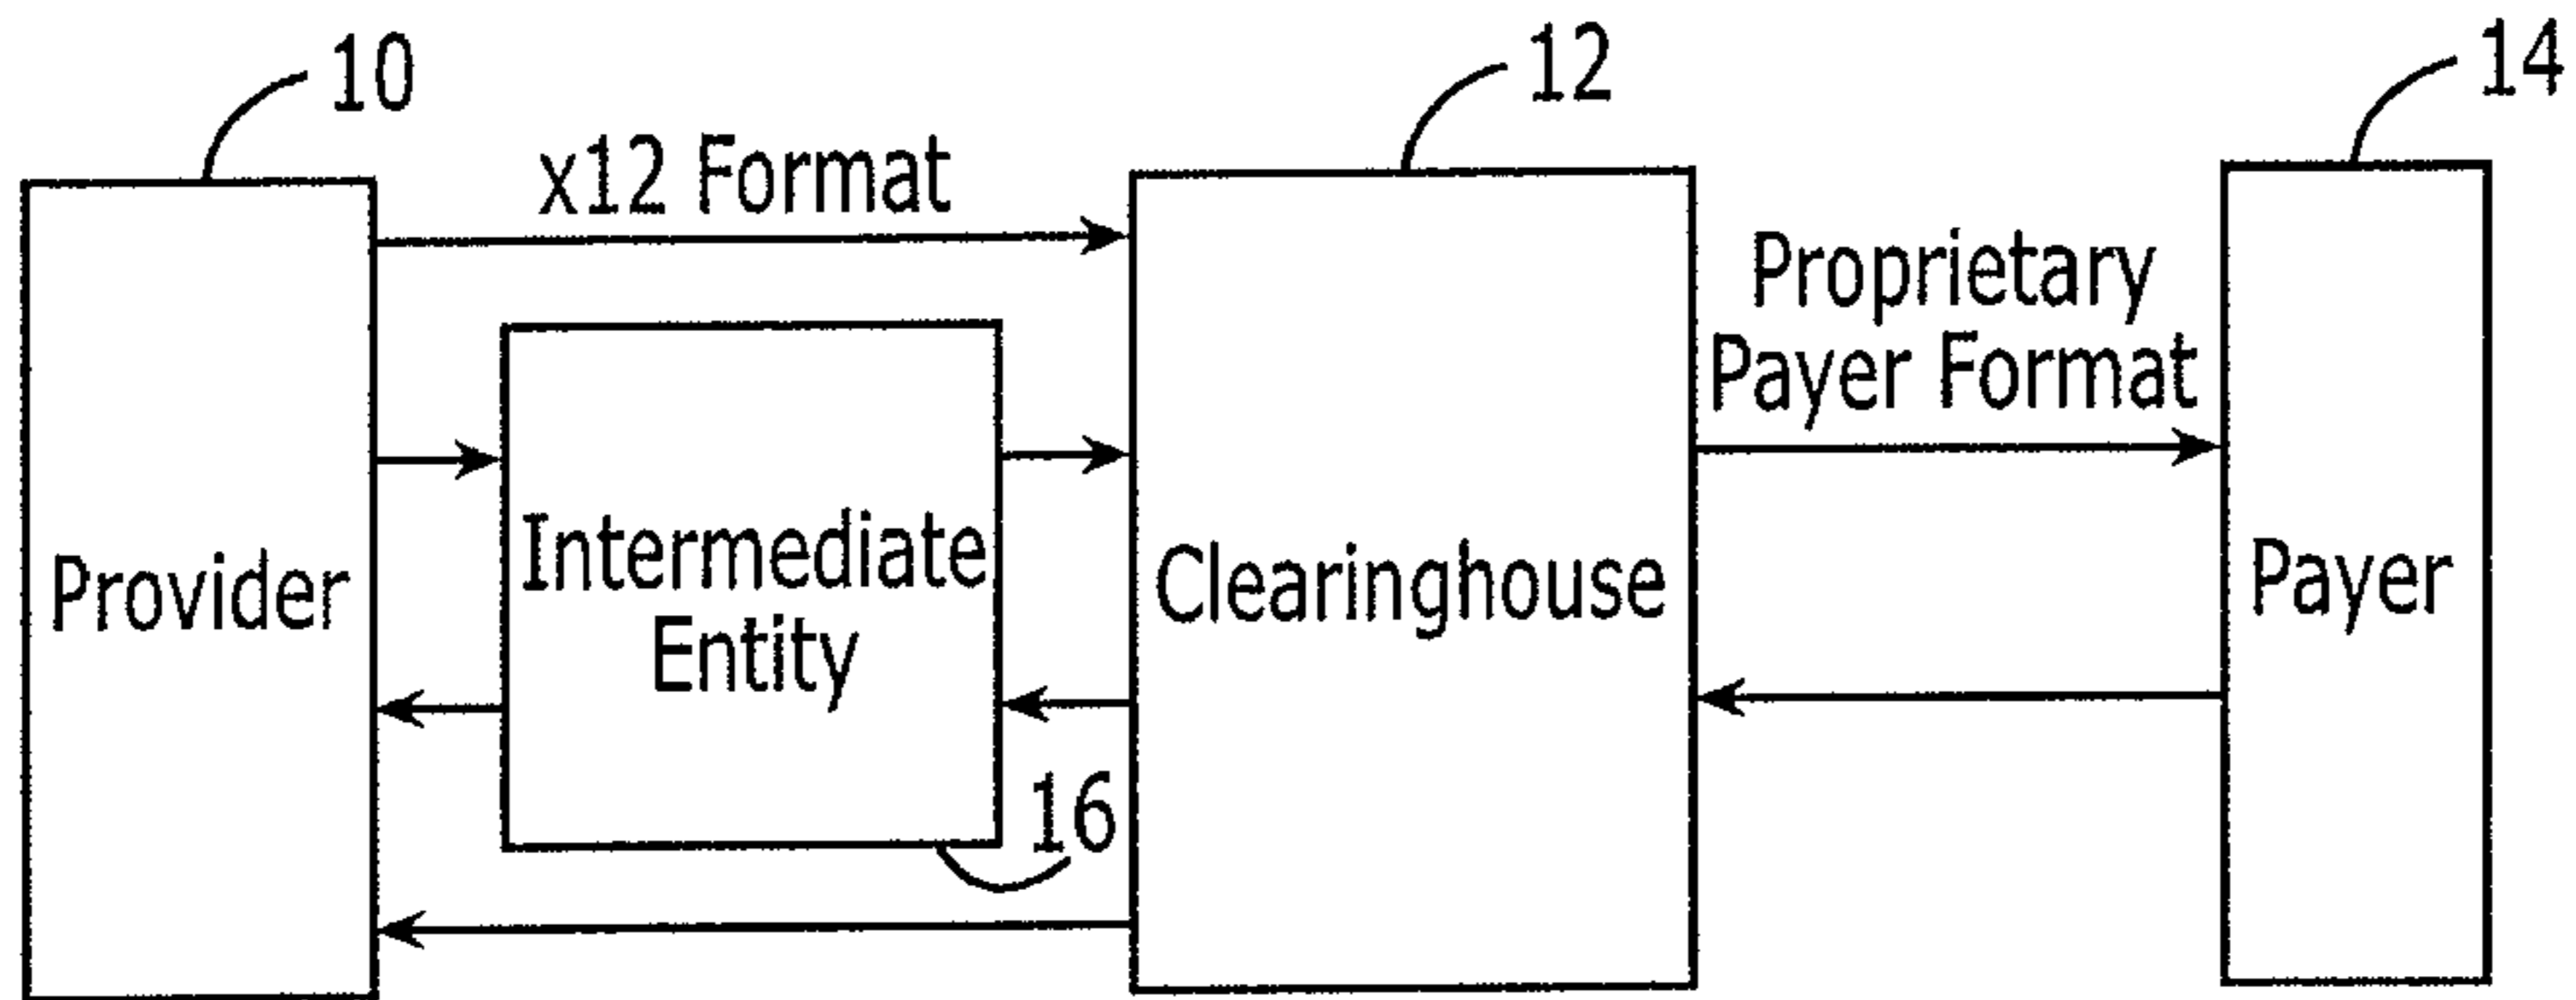 10
12
14
x12 Format
Proprietary
Payer Format
Provider
Intermediate
Entity
Clearinghouse
Payer
16